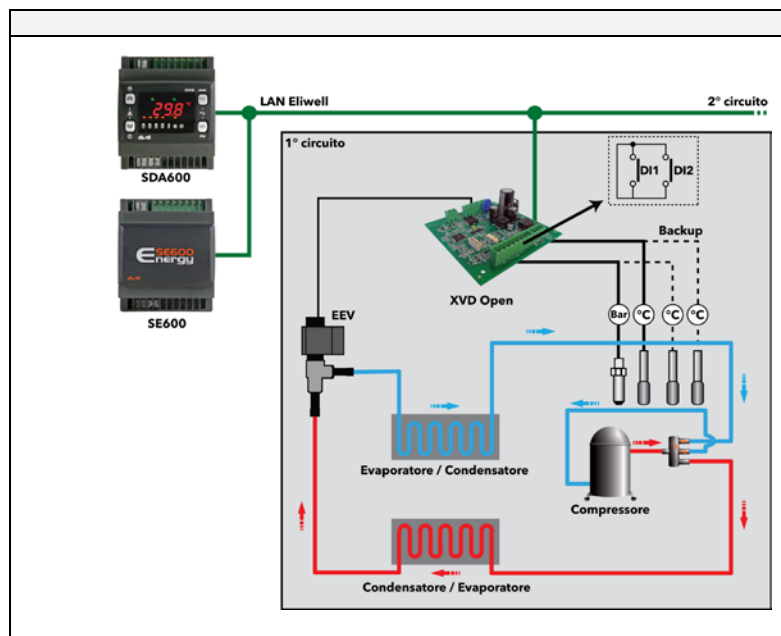 LAN Eliwell
2° circuito
29.8
SDA600
1° circuito
DI1
DI2
SE600
Energy
SE600
XVD Open
Backup
EEV
Bar
°C
°C
°C
Evaporatore / Condensatore
Compressore
Condensatore / Evaporatore